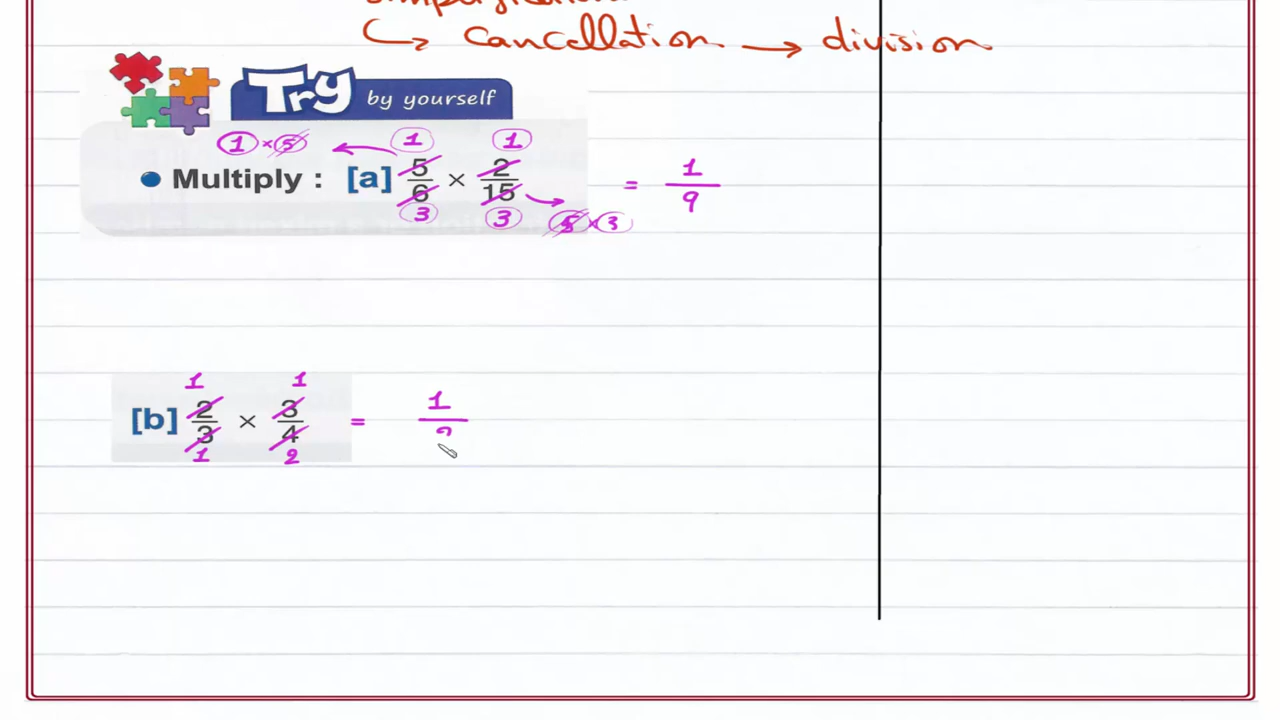 ↳ cancellation → division
Try by yourself
1 × 5 1 1
• Multiply : [a] 5/6 × 2/15 = 1/9
3 3 5 × 3
1 1
[b] 2/3 × 3/4 = 1/
1 2